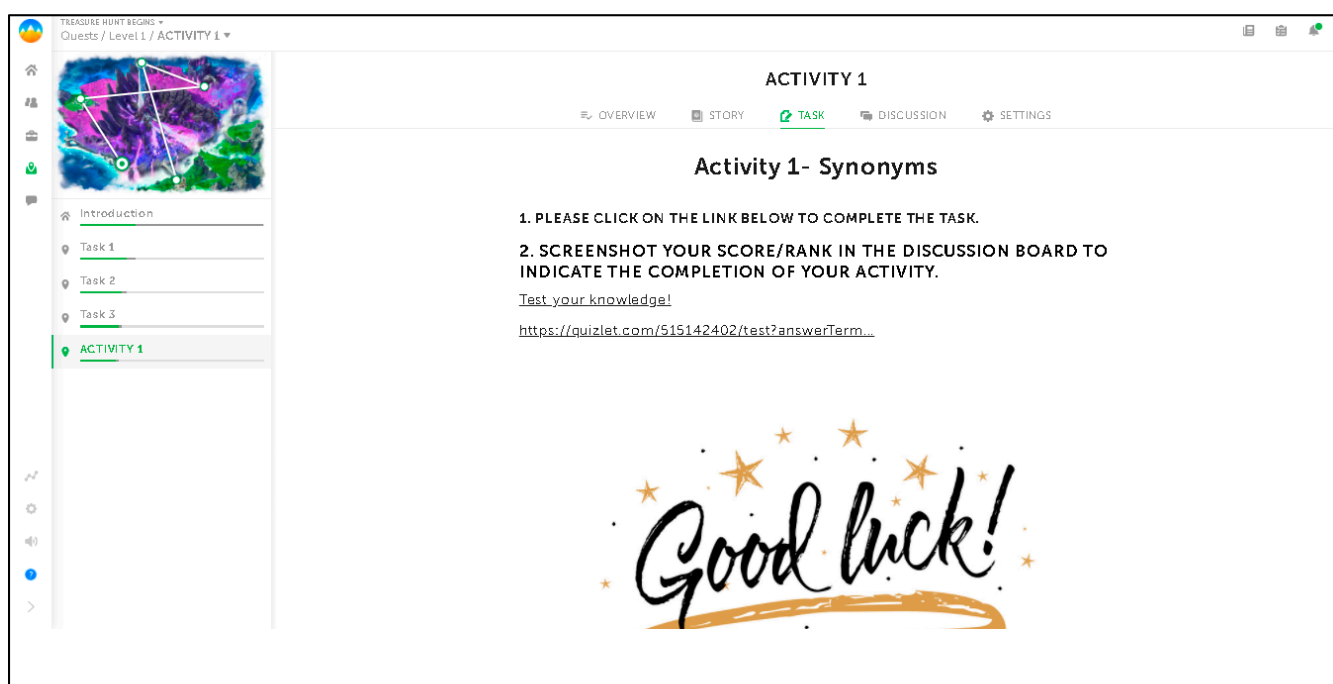 TREASURE HUNT BEGINS
Quests / Level 1 / ACTIVITY 1
Introduction
Task 1
Task 2
Task 3
ACTIVITY 1
ACTIVITY 1
OVERVIEW STORY TASK DISCUSSION SETTINGS
Activity 1- Synonyms
1. PLEASE CLICK ON THE LINK BELOW TO COMPLETE THE TASK.
2. SCREENSHOT YOUR SCORE/RANK IN THE DISCUSSION BOARD TO
INDICATE THE COMPLETION OF YOUR ACTIVITY.
Test your knowledge!
https://quizlet.com/515142402/test?answerTerm...
Good luck!